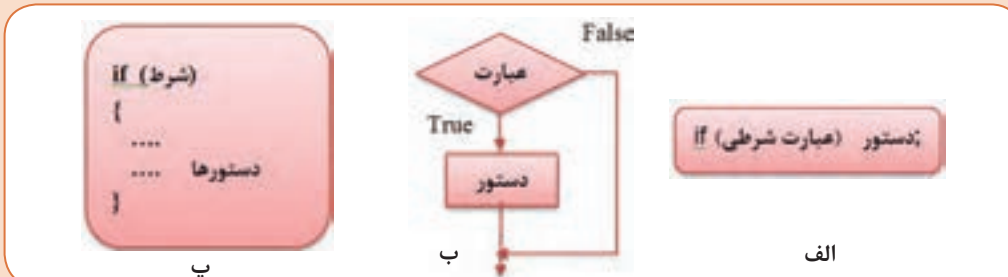 if (عبارت شرطی) دستور;
الف
False
عبارت
True
دستور
ب
if (شرط)
{
....
.... دستورها
}
پ